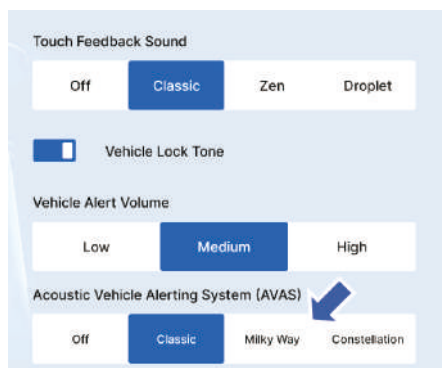 Touch Feedback Sound
Off Classic Zen Droplet
Vehicle Lock Tone
Vehicle Alert Volume
Low Medium High
Acoustic Vehicle Alerting System (AVAS)
Off Classic Milky Way Constellation